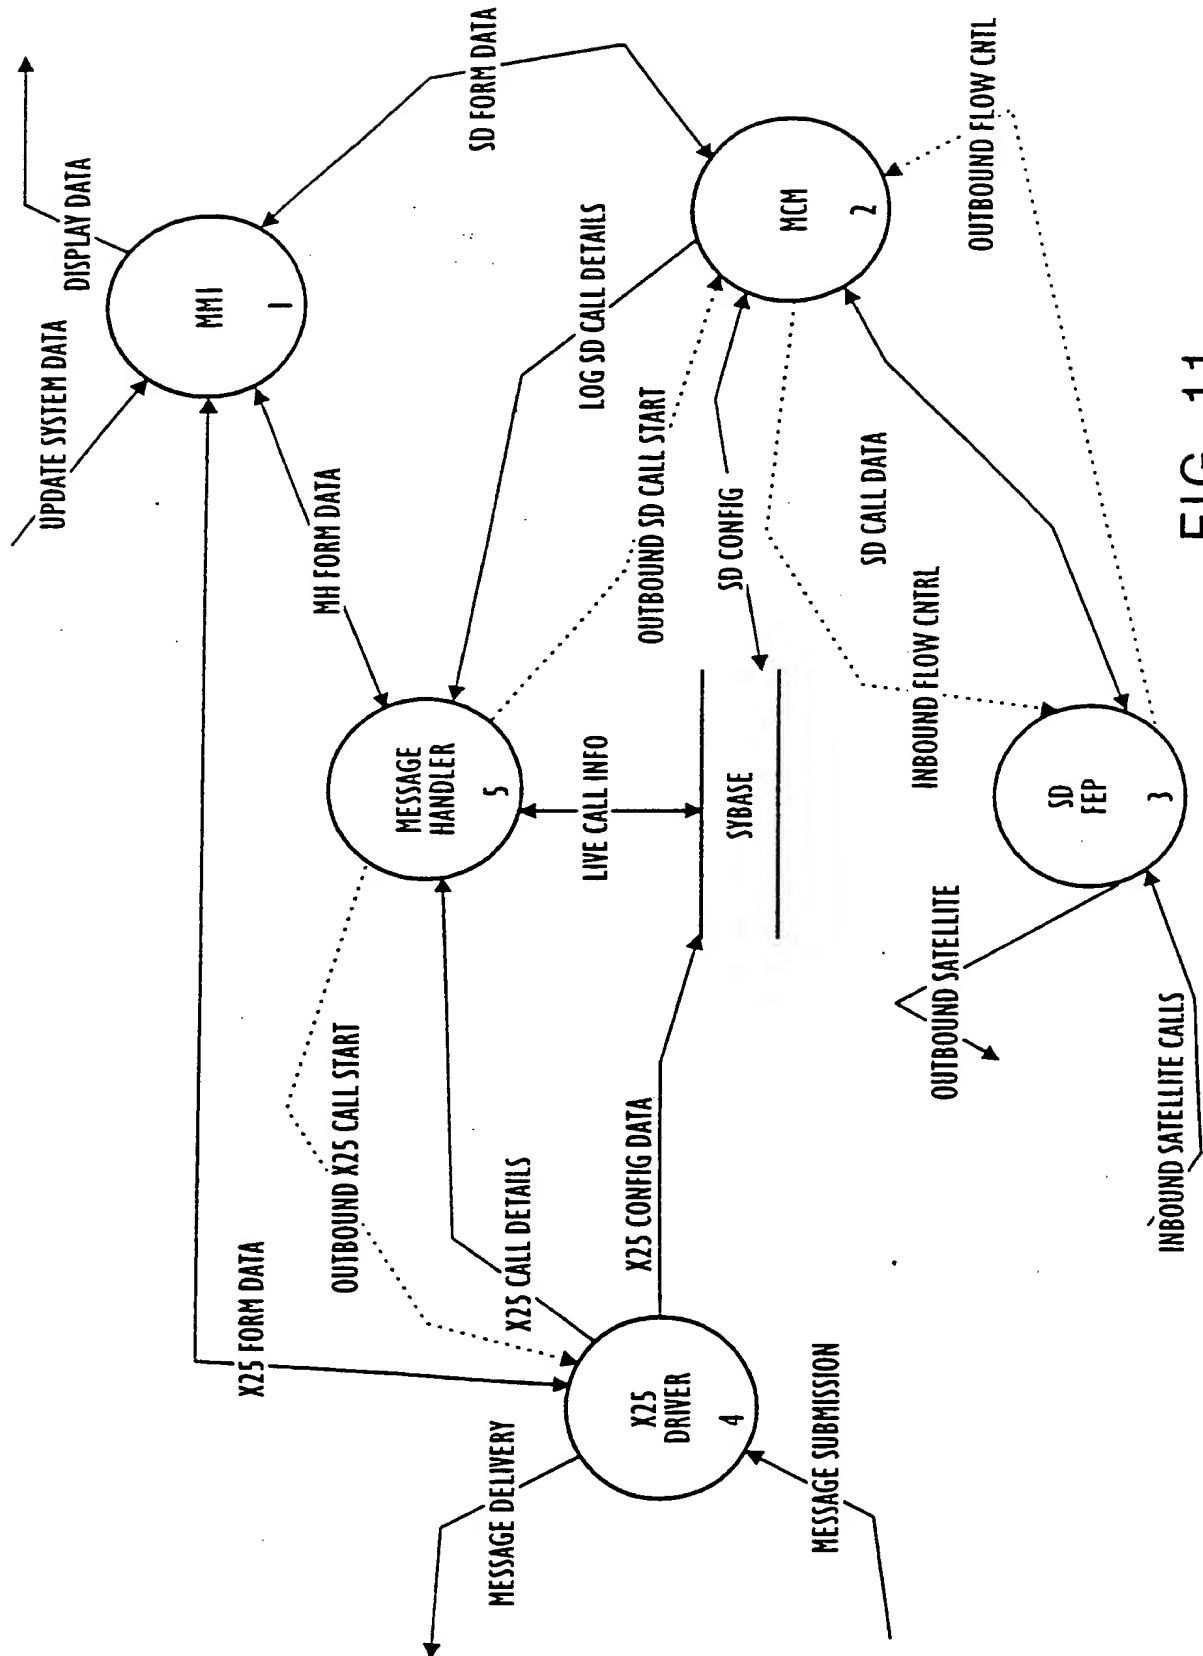 UPDATE SYSTEM DATA
DISPLAY DATA
MMI
1
X25 FORM DATA
MH FORM DATA
SD FORM DATA
OUTBOUND X25 CALL START
MESSAGE
HANDLER
5
LOG SD CALL DETAILS
X25 CALL DETAILS
LIVE CALL INFO
OUTBOUND SD CALL START
MCM
2
MESSAGE DELIVERY
X25
DRIVER
4
X25 CONFIG DATA
SYBASE
SD CONFIG
MESSAGE SUBMISSION
SD CALL DATA
INBOUND FLOW CNTRL
OUTBOUND FLOW CNTL
OUTBOUND SATELLITE
SD
FEP
3
INBOUND SATELLITE CALLS
FIG. 11